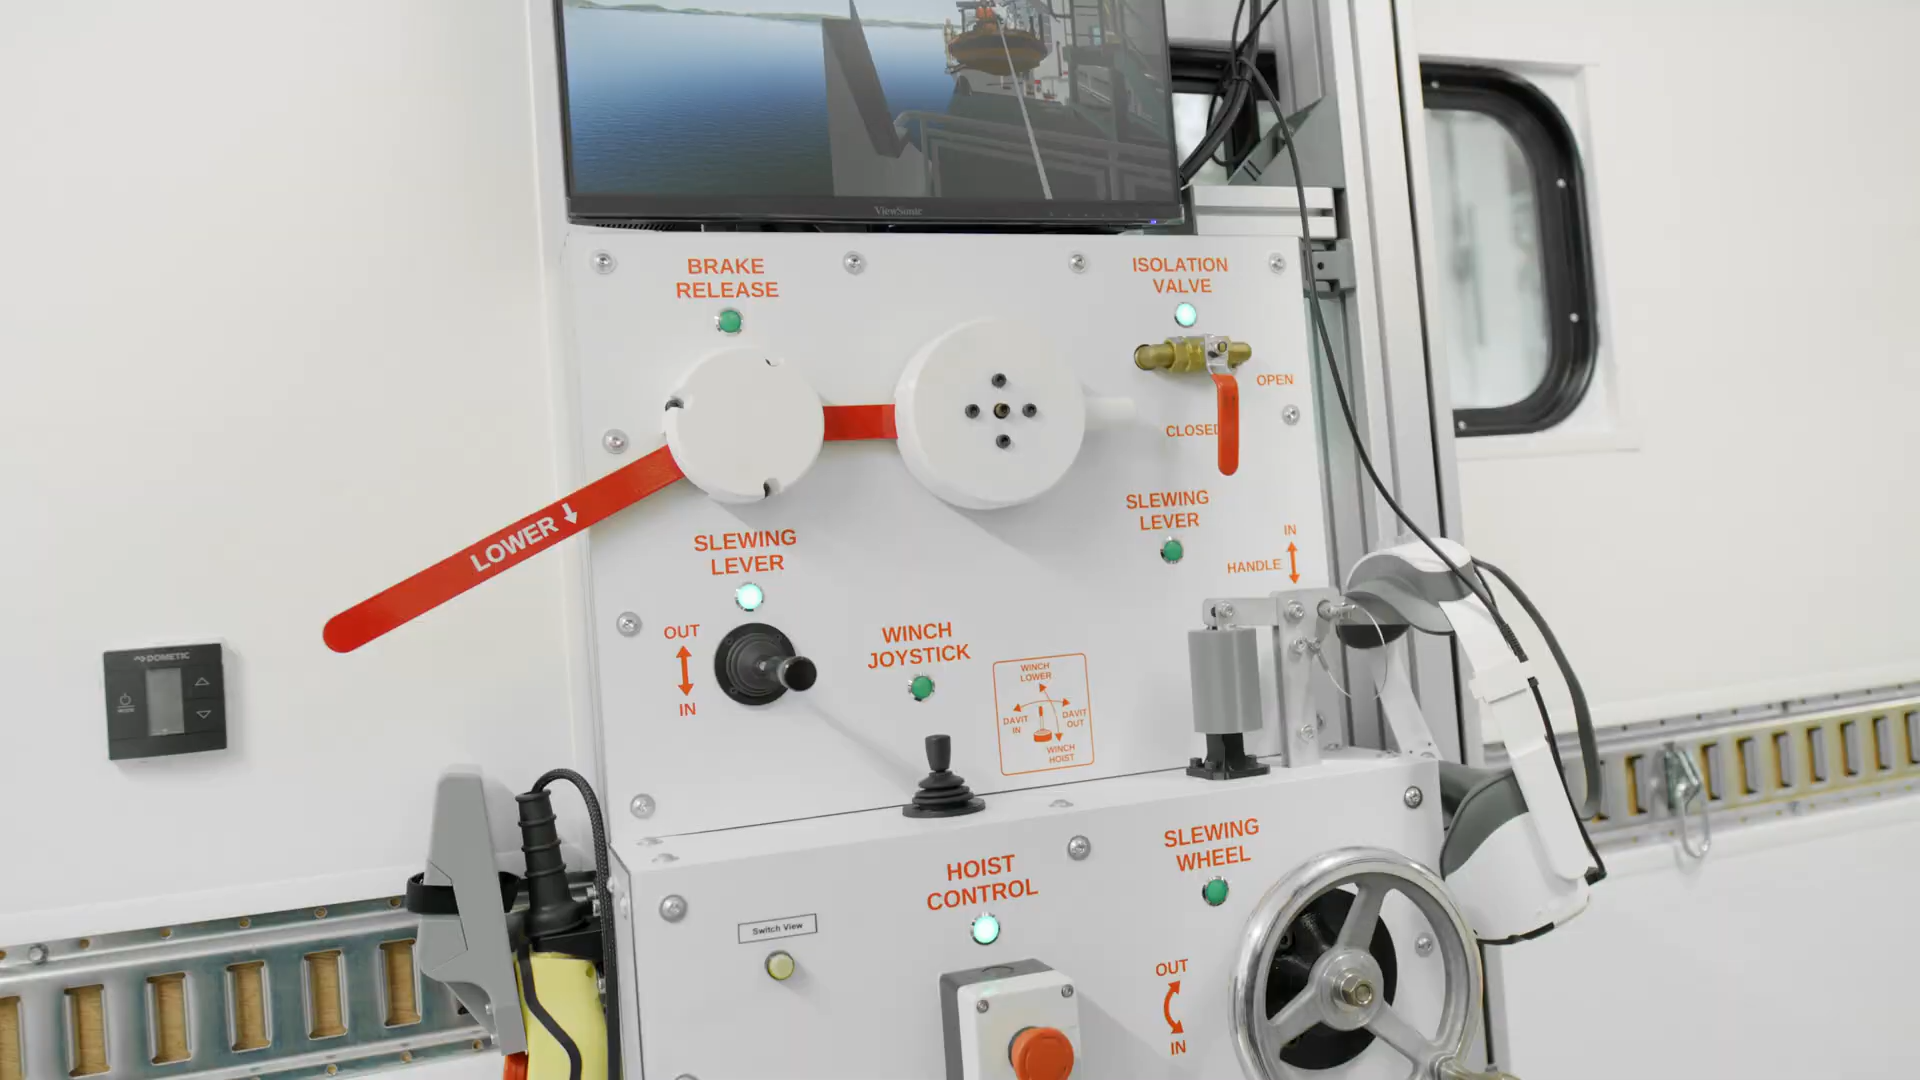 ViewSonic
BRAKE
RELEASE
ISOLATION
VALVE
OPEN
CLOSED
LOWER
SLEWING
LEVER
SLEWING
LEVER
IN
HANDLE
OUT
IN
WINCH
JOYSTICK
WINCH
LOWER
DAVIT
IN
DAVIT
OUT
WINCH
HOIST
DOMETIC
MODE
HOIST
CONTROL
SLEWING
WHEEL
Switch View
OUT
IN